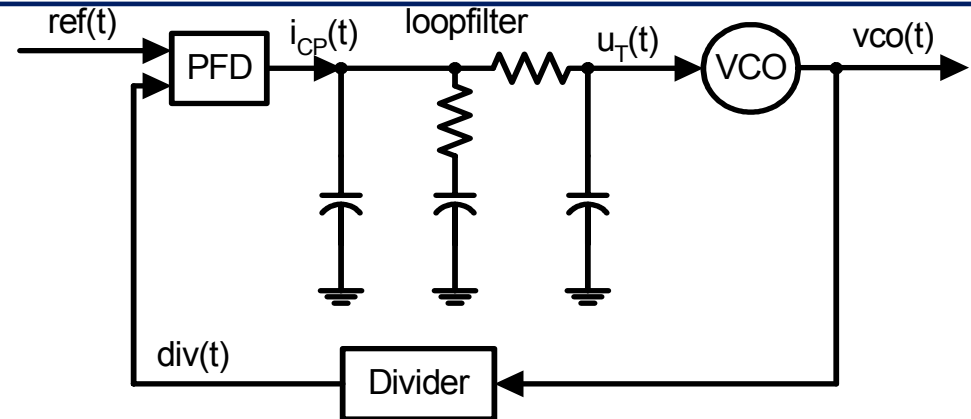 ref(t)
PFD
i_CP(t)
loopfilter
u_T(t)
VCO
vco(t)
div(t)
Divider